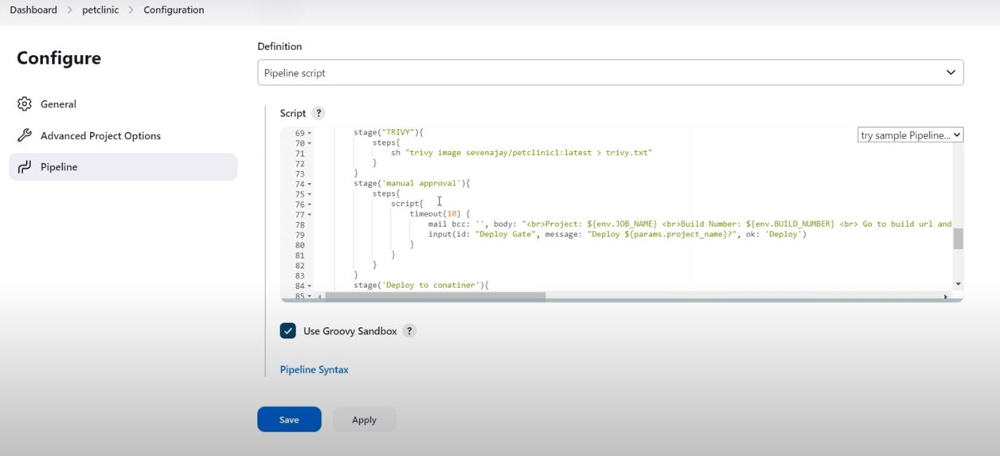 Dashboard > petclinic > Configuration
Configure
General
Advanced Project Options
Pipeline
Definition
Pipeline script
Script ?
try sample Pipeline...
69 stage("TRIVY"){
70 steps{
71 sh "trivy image sevenajay/petclinic1:latest > trivy.txt"
72 }
73 }
74 stage('manual approval'){
75 steps{
76 script{
77 timeout(10) {
78 mail bcc: '', body: "<br>Project: ${env.JOB_NAME} <br>Build Number: ${env.BUILD_NUMBER} <br> Go to build url and
79 input(id: "Deploy Gate", message: "Deploy ${params.project_name}?", ok: 'Deploy')
80 }
81 }
82 }
83 }
84 stage('Deploy to conatiner'){
85
Use Groovy Sandbox ?
Pipeline Syntax
Save
Apply